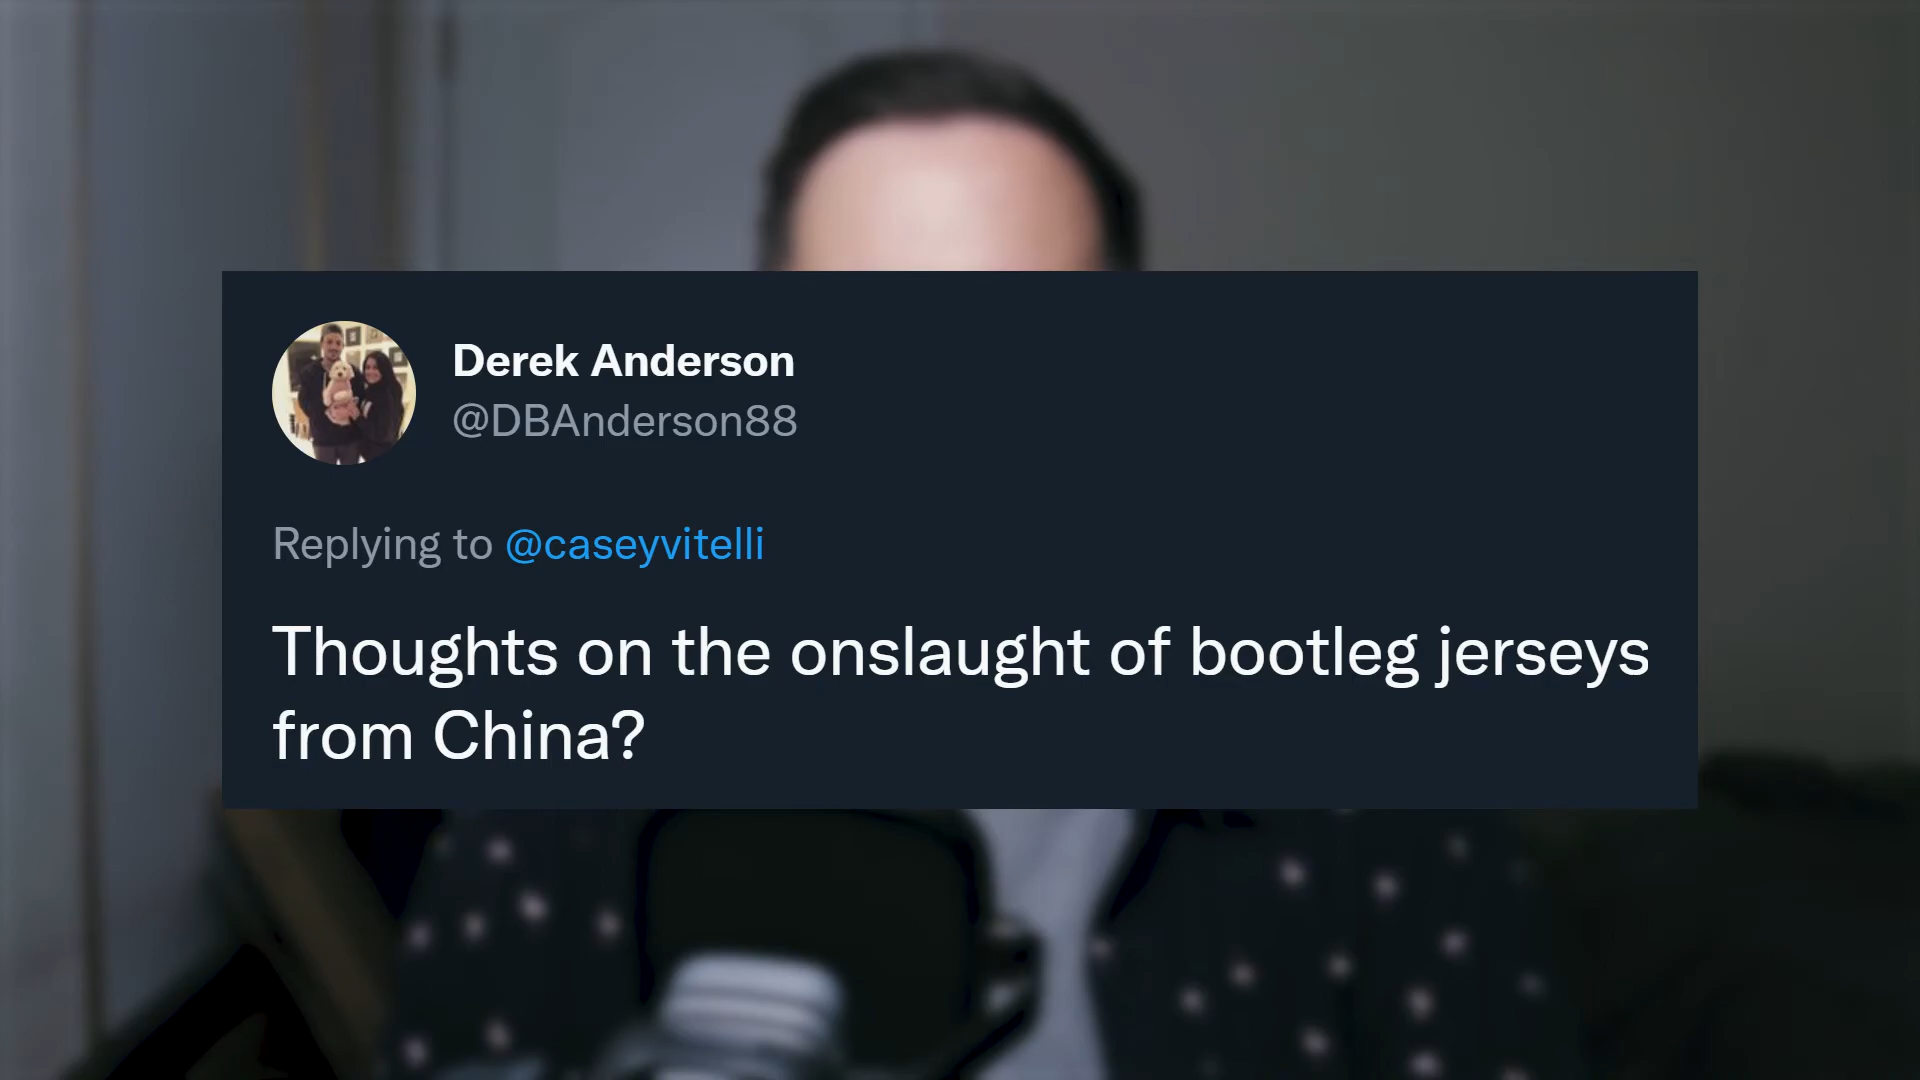 Derek Anderson
@DBAnderson88
Replying to @caseyvitelli
Thoughts on the onslaught of bootleg jerseys
from China?